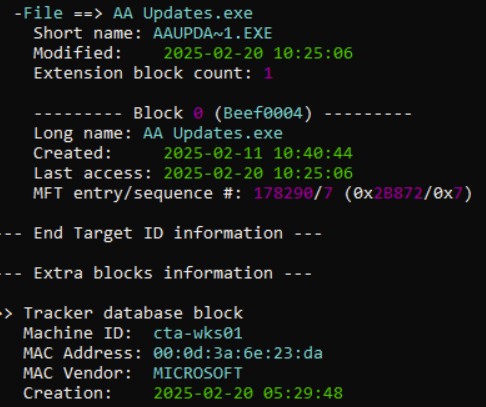 -File ==> AA Updates.exe
Short name: AAUPDA~1.EXE
Modified: 2025-02-20 10:25:06
Extension block count: 1
--------- Block 0 (Beef0004) ---------
Long name: AA Updates.exe
Created: 2025-02-11 10:40:44
Last access: 2025-02-20 10:25:06
MFT entry/sequence #: 178290/7 (0x2B872/0x7)
--- End Target ID information ---
--- Extra blocks information ---
>> Tracker database block
Machine ID: cta-wks01
MAC Address: 00:0d:3a:6e:23:da
MAC Vendor: MICROSOFT
Creation: 2025-02-20 05:29:48